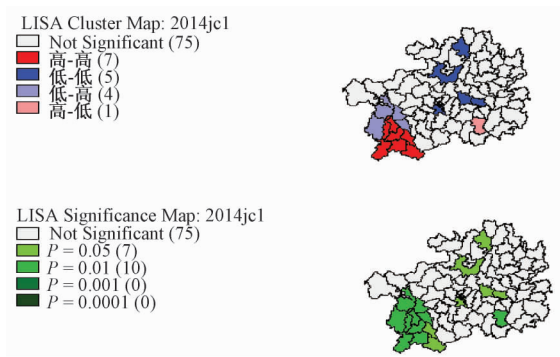 LISA Cluster Map: 2014jc1
Not Significant (75)
高-高 (7)
低-低 (5)
低-高 (4)
高-低 (1)
LISA Significance Map: 2014jc1
Not Significant (75)
P = 0.05 (7)
P = 0.01 (10)
P = 0.001 (0)
P = 0.0001 (0)